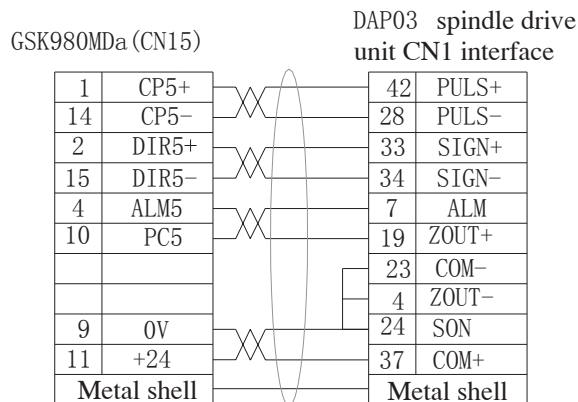 DAP03 spindle drive
GSK980MDa(CN15) unit CN1 interface
1 CP5+ 42 PULS+
14 CP5- 28 PULS-
2 DIR5+ 33 SIGN+
15 DIR5- 34 SIGN-
4 ALM5 7 ALM
10 PC5 19 ZOUT+
23 COM-
4 ZOUT-
9 0V 24 SON
11 +24 37 COM+
Metal shell Metal shell